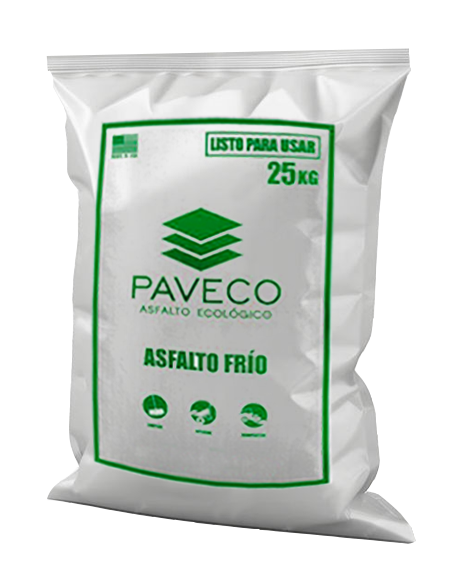 LISTO PARA USAR
25KG
PAVECO
ASFALTO ECOLÓGICO
ASFALTO FRÍO